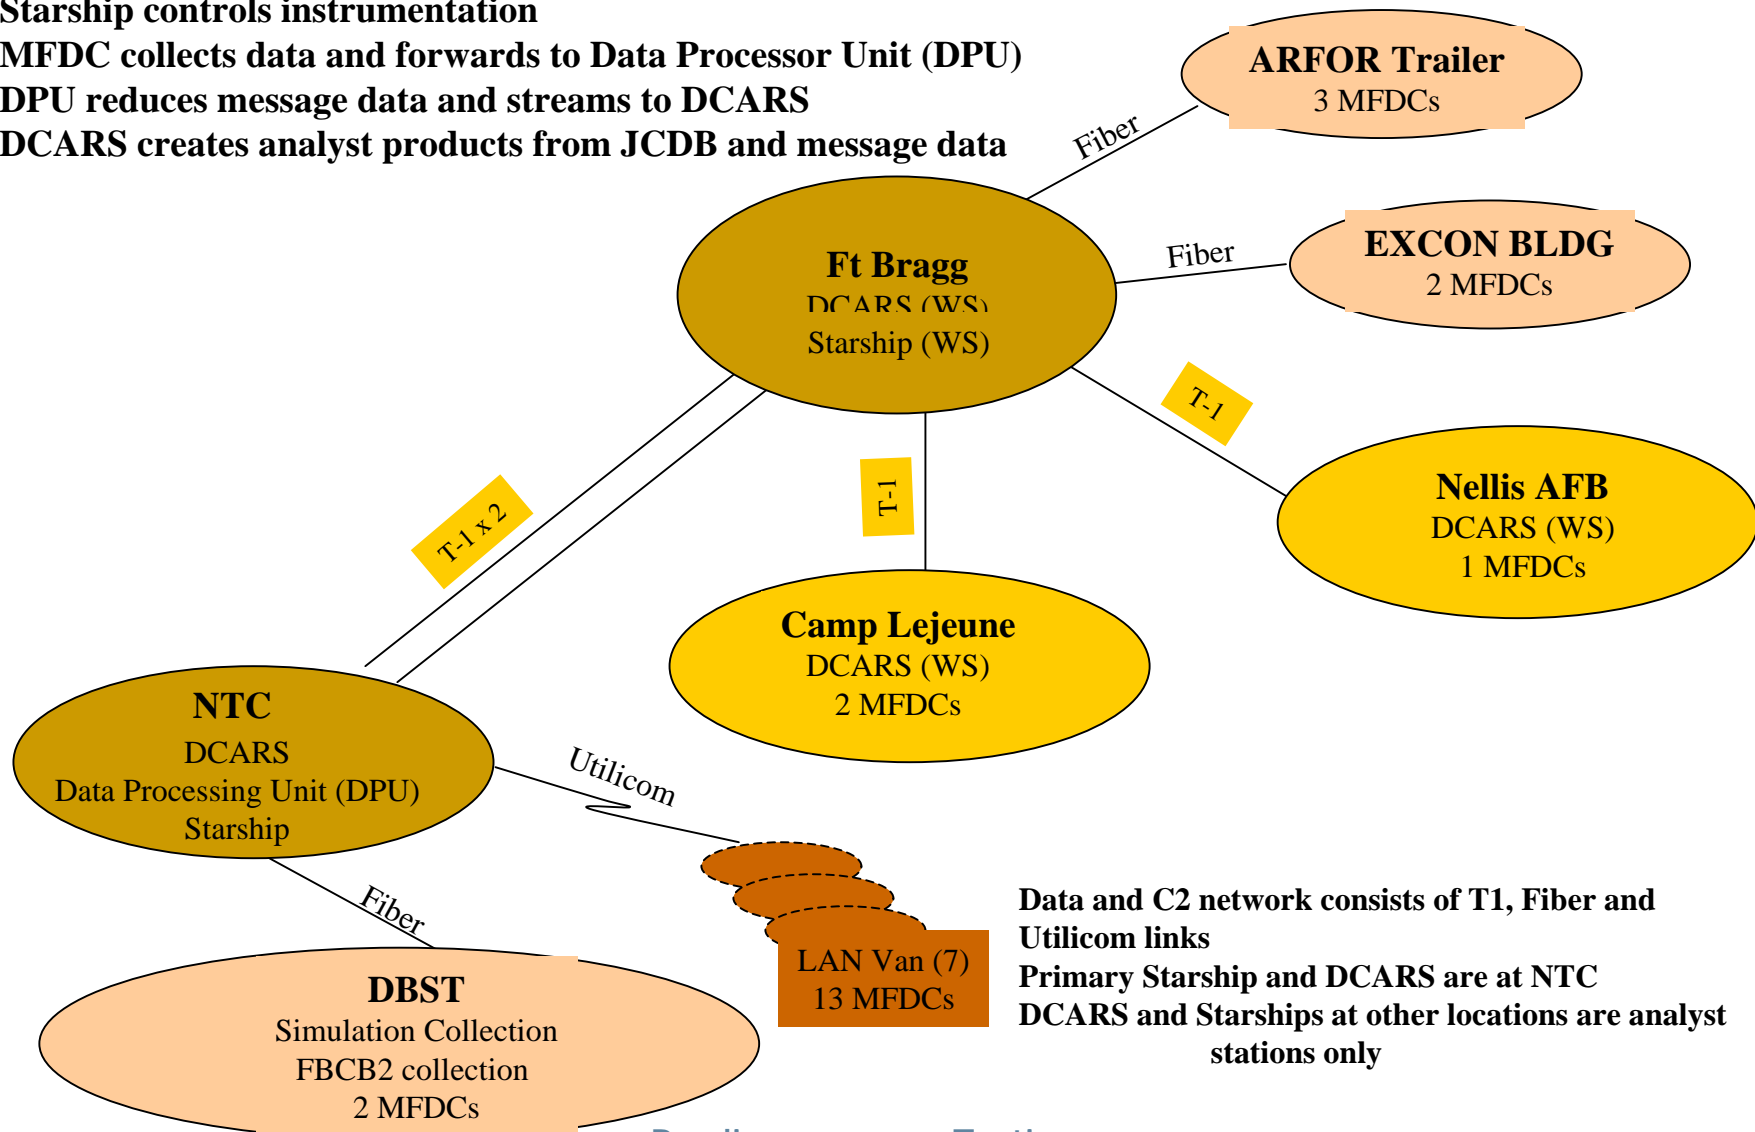 Starship controls instrumentation
MFDC collects data and forwards to Data Processor Unit (DPU)
DPU reduces message data and streams to DCARS
DCARS creates analyst products from JCDB and message data
ARFOR Trailer
3 MFDCs
Fiber
EXCON BLDG
2 MFDCs
Fiber
Ft Bragg
DCARS (WS)
Starship (WS)
T-1
Nellis AFB
DCARS (WS)
1 MFDCs
T-1
T-1 x 2
Camp Lejeune
DCARS (WS)
2 MFDCs
NTC
DCARS
Data Processing Unit (DPU)
Starship
Utilicom
Fiber
LAN Van (7)
13 MFDCs
DBST
Simulation Collection
FBCB2 collection
2 MFDCs
Data and C2 network consists of T1, Fiber and
Utilicom links
Primary Starship and DCARS are at NTC
DCARS and Starships at other locations are analyst
stations only